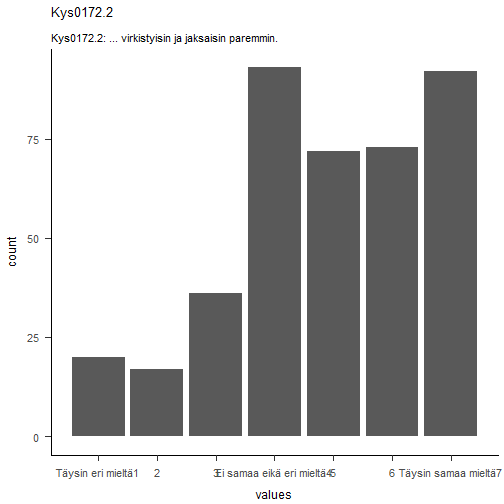 Kys0172.2
Kys0172.2: ... virkistyisin ja jaksaisin paremmin.
75
50
25
0
count
Täysin eri mieltä1 2 3 Ei samaa eikä eri mieltä4 5 6 Täysin samaa mieltä7
values